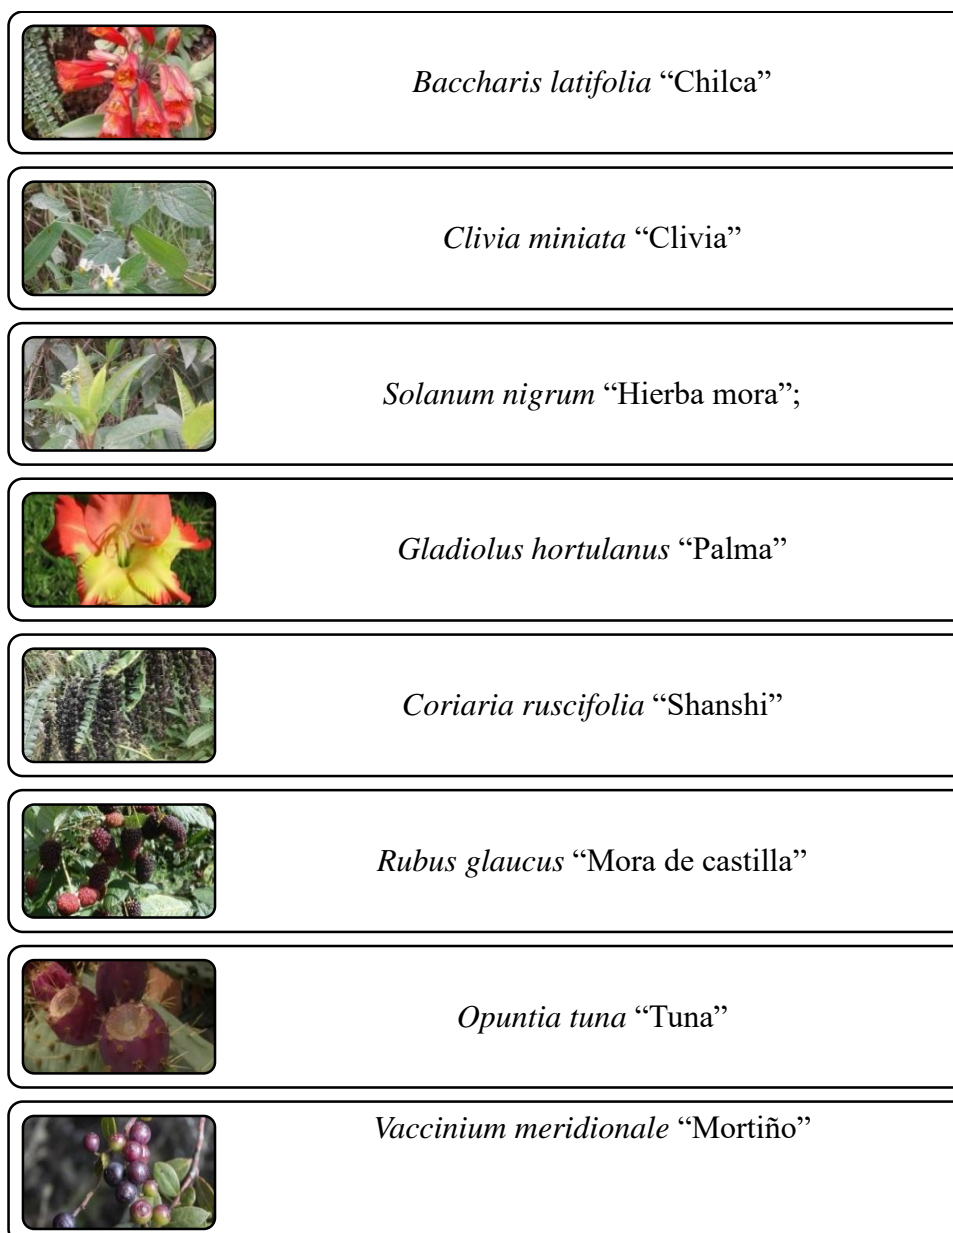 Baccharis latifolia “Chilca”
Clivia miniata “Clivia”
Solanum nigrum “Hierba mora”;
Gladiolus hortulanus “Palma”
Coriaria ruscifolia “Shanshi”
Rubus glaucus “Mora de castilla”
Opuntia tuna “Tuna”
Vaccinium meridionale “Mortiño”